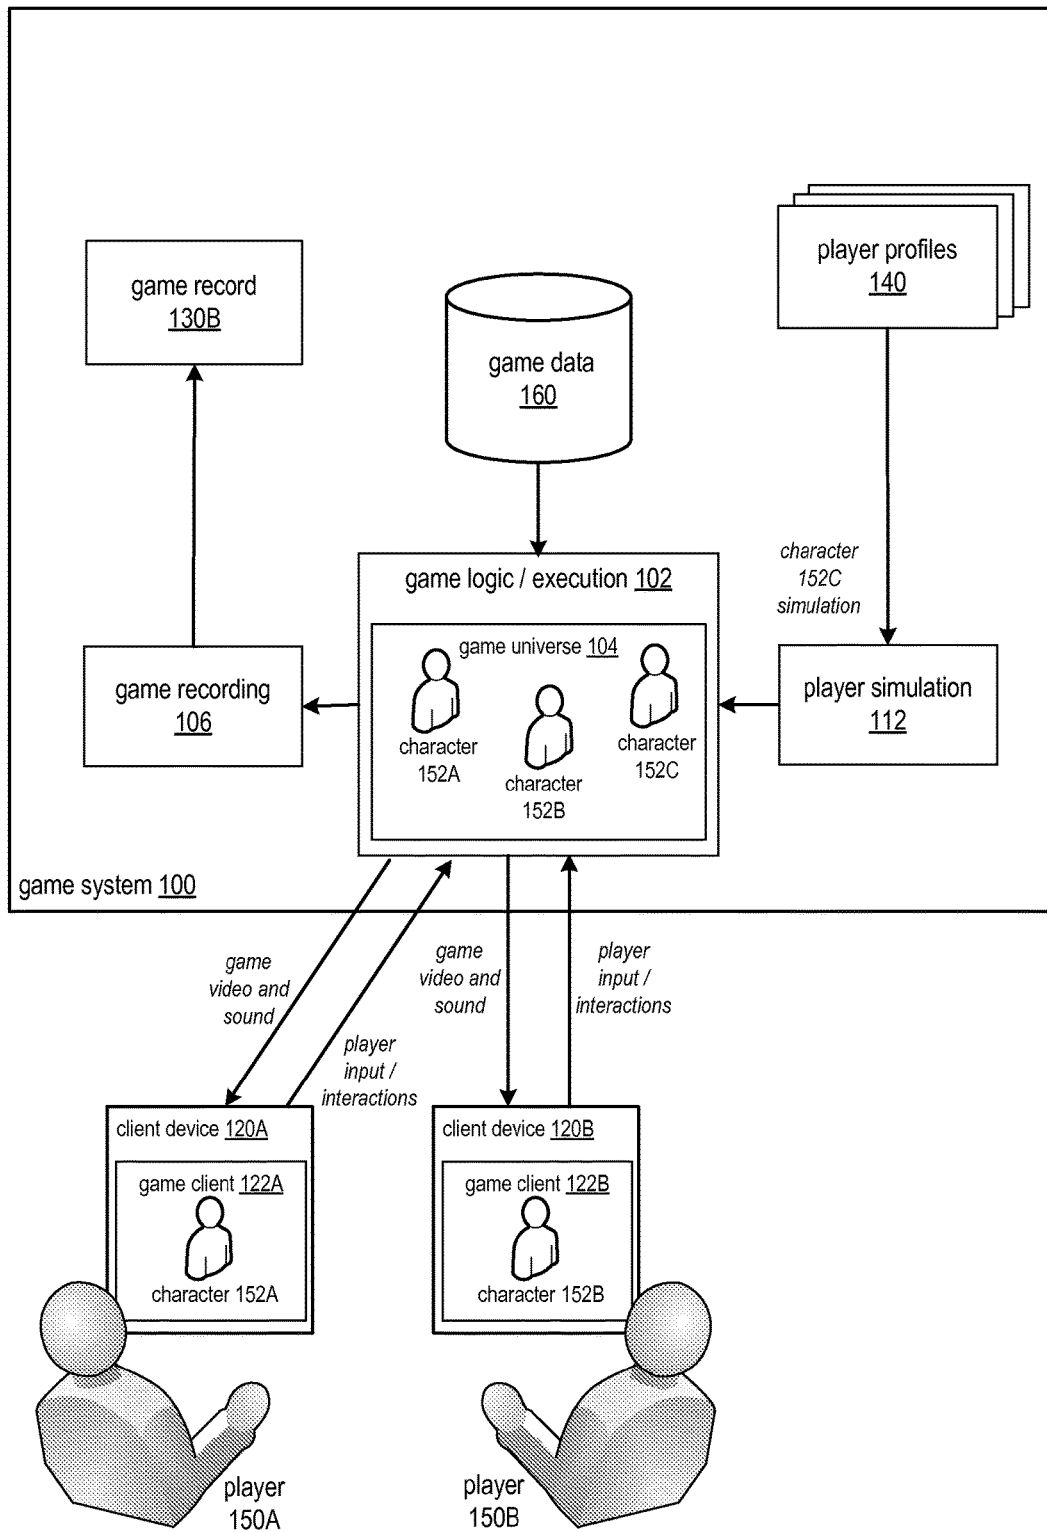 player profiles
140
game record
130B
game data
160
character
152C
simulation
game logic / execution 102
game universe 104
character
152A
character
152B
character
152C
game recording
106
player simulation
112
game system 100
game
video and
sound
player
input /
interactions
game
video and
sound
player
input /
interactions
client device 120A
game client 122A
character 152A
client device 120B
game client 122B
character 152B
player
150A
player
150B